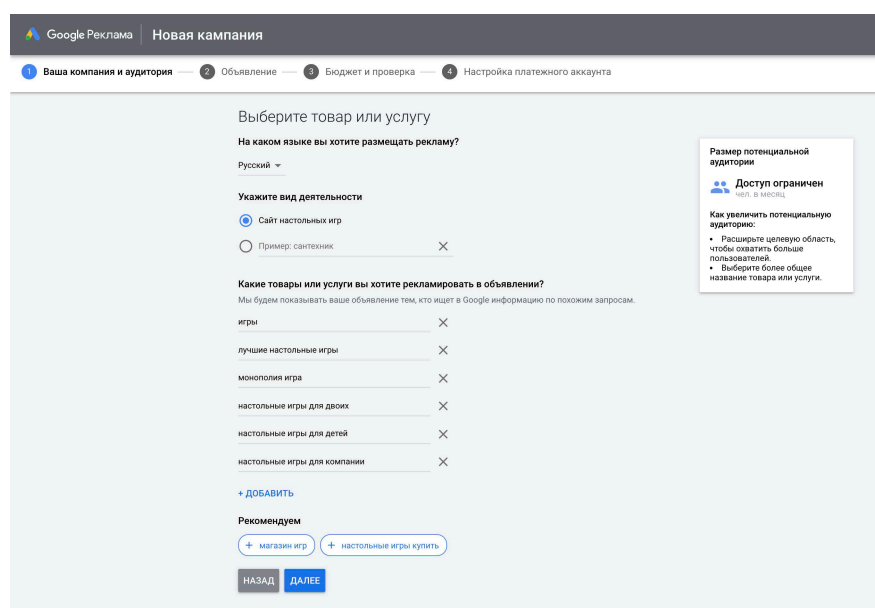 Google Реклама Новая кампания
1 Ваша компания и аудитория 2 Объявление 3 Бюджет и проверка 4 Настройка платежного аккаунта
Выберите товар или услугу
На каком языке вы хотите размещать рекламу?
Русский
Укажите вид деятельности
Сайт настольных игр
Пример: сантехник
Какие товары или услуги вы хотите рекламировать в объявлении?
Мы будем показывать ваше объявление тем, кто ищет в Google информацию по похожим запросам.
игры
лучшие настольные игры
монополия игра
настольные игры для двоих
настольные игры для детей
настольные игры для компании
+ ДОБАВИТЬ
Рекомендуем
+ магазин игр + настольные игры купить
НАЗАД ДАЛЕЕ
Размер потенциальной
аудитории
Доступ ограничен
чел. в месяц
Как увеличить потенциальную
аудиторию:
• Расширьте целевую область,
чтобы охватить больше
пользователей.
• Выберите более общее
название товара или услуги.